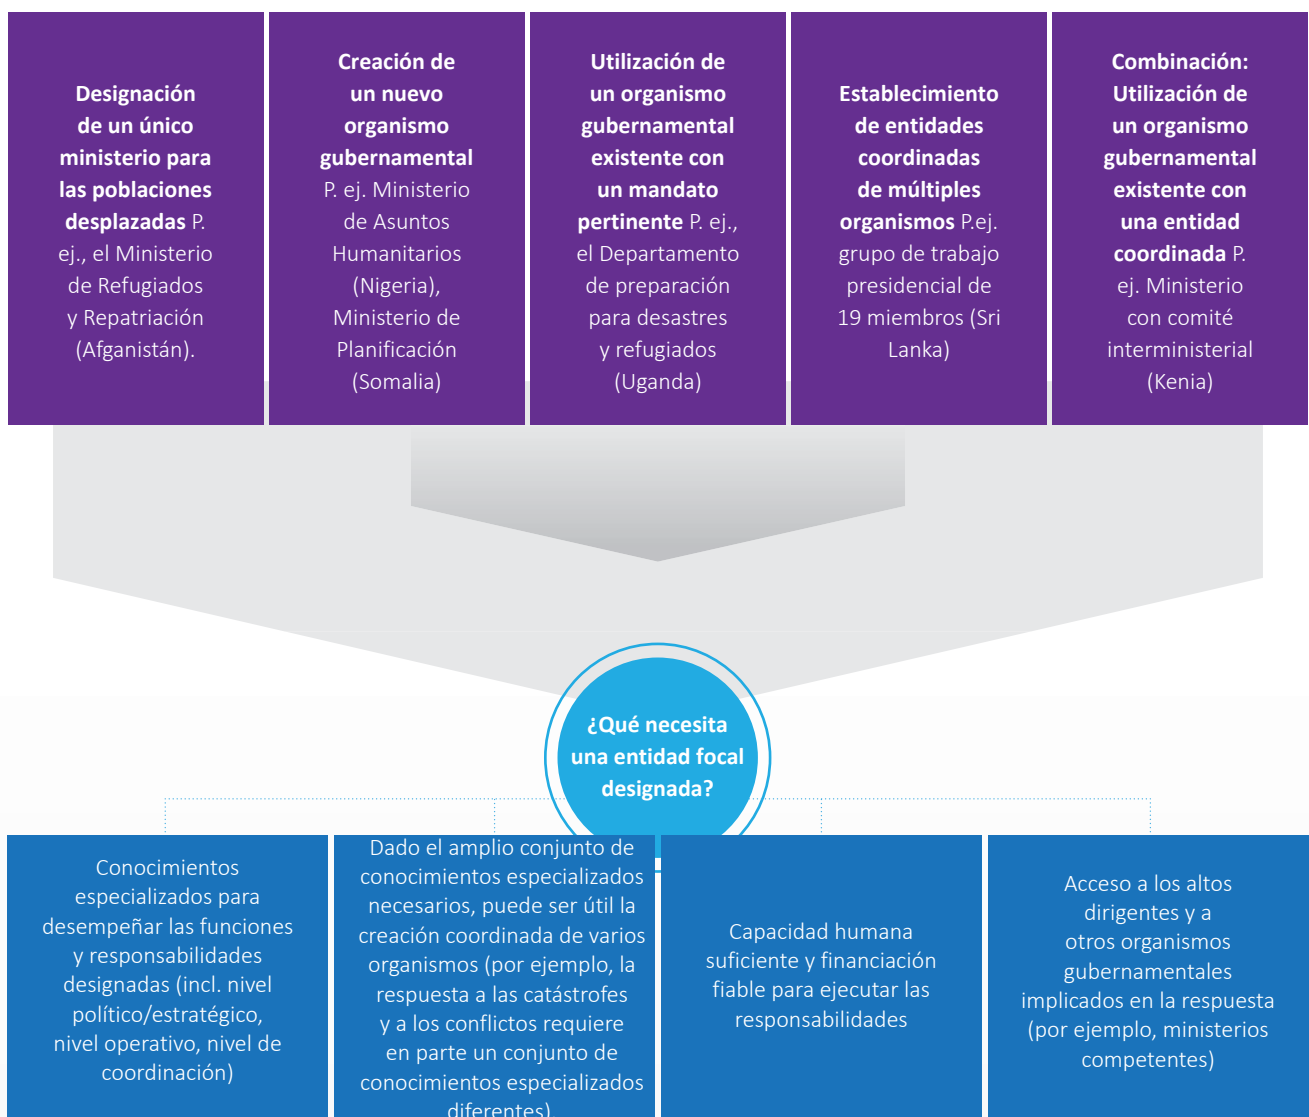 Designación
de un único
ministerio para
las poblaciones
desplazadas P.
ej., el Ministerio
de Refugiados
y Repatriación
(Afganistán).
Creación de
un nuevo
organismo
gubernamental
P. ej. Ministerio
de Asuntos
Humanitarios
(Nigeria),
Ministerio de
Planificación
(Somalia)
Utilización de
un organismo
gubernamental
existente con
un mandato
pertinente P. ej.,
el Departamento
de preparación
para desastres
y refugiados
(Uganda)
Establecimiento
de entidades
coordinadas
de múltiples
organismos P.ej.
grupo de trabajo
presidencial de
19 miembros (Sri
Lanka)
Combinación:
Utilización de
un organismo
gubernamental
existente con
una entidad
coordinada P.
ej. Ministerio
con comité
interministerial
(Kenia)
¿Qué necesita
una entidad focal
designada?
Conocimientos
especializados para
desempeñar las funciones
y responsabilidades
designadas (incl. nivel
político/estratégico,
nivel operativo, nivel de
coordinación)
Dado el amplio conjunto de
conocimientos especializados
necesarios, puede ser útil la
creación coordinada de varios
organismos (por ejemplo, la
respuesta a las catástrofes
y a los conflictos requiere
en parte un conjunto de
conocimientos especializados
diferentes)
Capacidad humana
suficiente y financiación
fiable para ejecutar las
responsabilidades
Acceso a los altos
dirigentes y a
otros organismos
gubernamentales
implicados en la respuesta
(por ejemplo, ministerios
competentes)